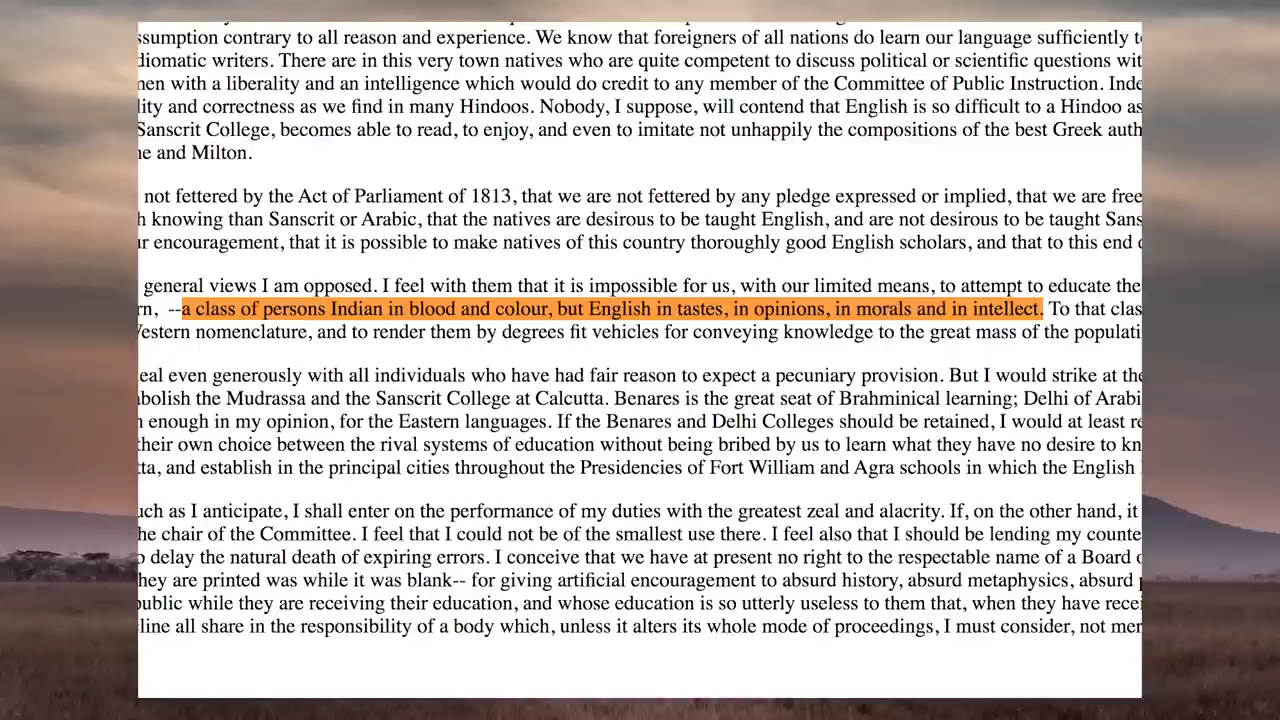 ssumption contrary to all reason and experience. We know that foreigners of all nations do learn our language sufficiently
diomatic writers. There are in this very town natives who are quite competent to discuss political or scientific questions
with a liberality and an intelligence which would do credit to any member of the Committee of Public Instruction.
lity and correctness as we find in many Hindoos. Nobody, I suppose, will contend that English is so difficult to a Hindoo as
Sanscrit College, becomes able to read, to enjoy, and even to imitate not unhappily the compositions of the best Greek auth
and Milton.
not fettered by the Act of Parliament of 1813, that we are not fettered by any pledge expressed or implied, that we are free
knowing than Sanscrit or Arabic, that the natives are desirous to be taught English, and are not desirous to be taught Sans
encouragement, that it is possible to make natives of this country thoroughly good English scholars, and that to this end
general views I am opposed. I feel with them that it is impossible for us, with our limited means, to attempt to educate the
rn, --a class of persons Indian in blood and colour, but English in tastes, in opinions, in morals and in intellect. To that clas
estern nomenclature, and to render them by degrees fit vehicles for conveying knowledge to the great mass of the populati
eal even generously with all individuals who have had fair reason to expect a pecuniary provision. But I would strike at the
abolish the Mudrassa and the Sanscrit College at Calcutta. Benares is the great seat of Brahminical learning; Delhi of Arabi
enough in my opinion, for the Eastern languages. If the Benares and Delhi Colleges should be retained, I would at least
their own choice between the rival systems of education without being bribed by us to learn what they have no desire to kn
tta, and establish in the principal cities throughout the Presidencies of Fort William and Agra schools in which the English
uch as I anticipate, I shall enter on the performance of my duties with the greatest zeal and alacrity. If, on the other hand, it
he chair of the Committee. I feel that I could not be of the smallest use there. I feel also that I should be lending my counte
delay the natural death of expiring errors. I conceive that we have at present no right to the respectable name of a Board
they are printed was while it was blank-- for giving artificial encouragement to absurd history, absurd metaphysics, absurd
public while they are receiving their education, and whose education is so utterly useless to them that, when they have recei
line all share in the responsibility of a body which, unless it alters its whole mode of proceedings, I must consider, not mer